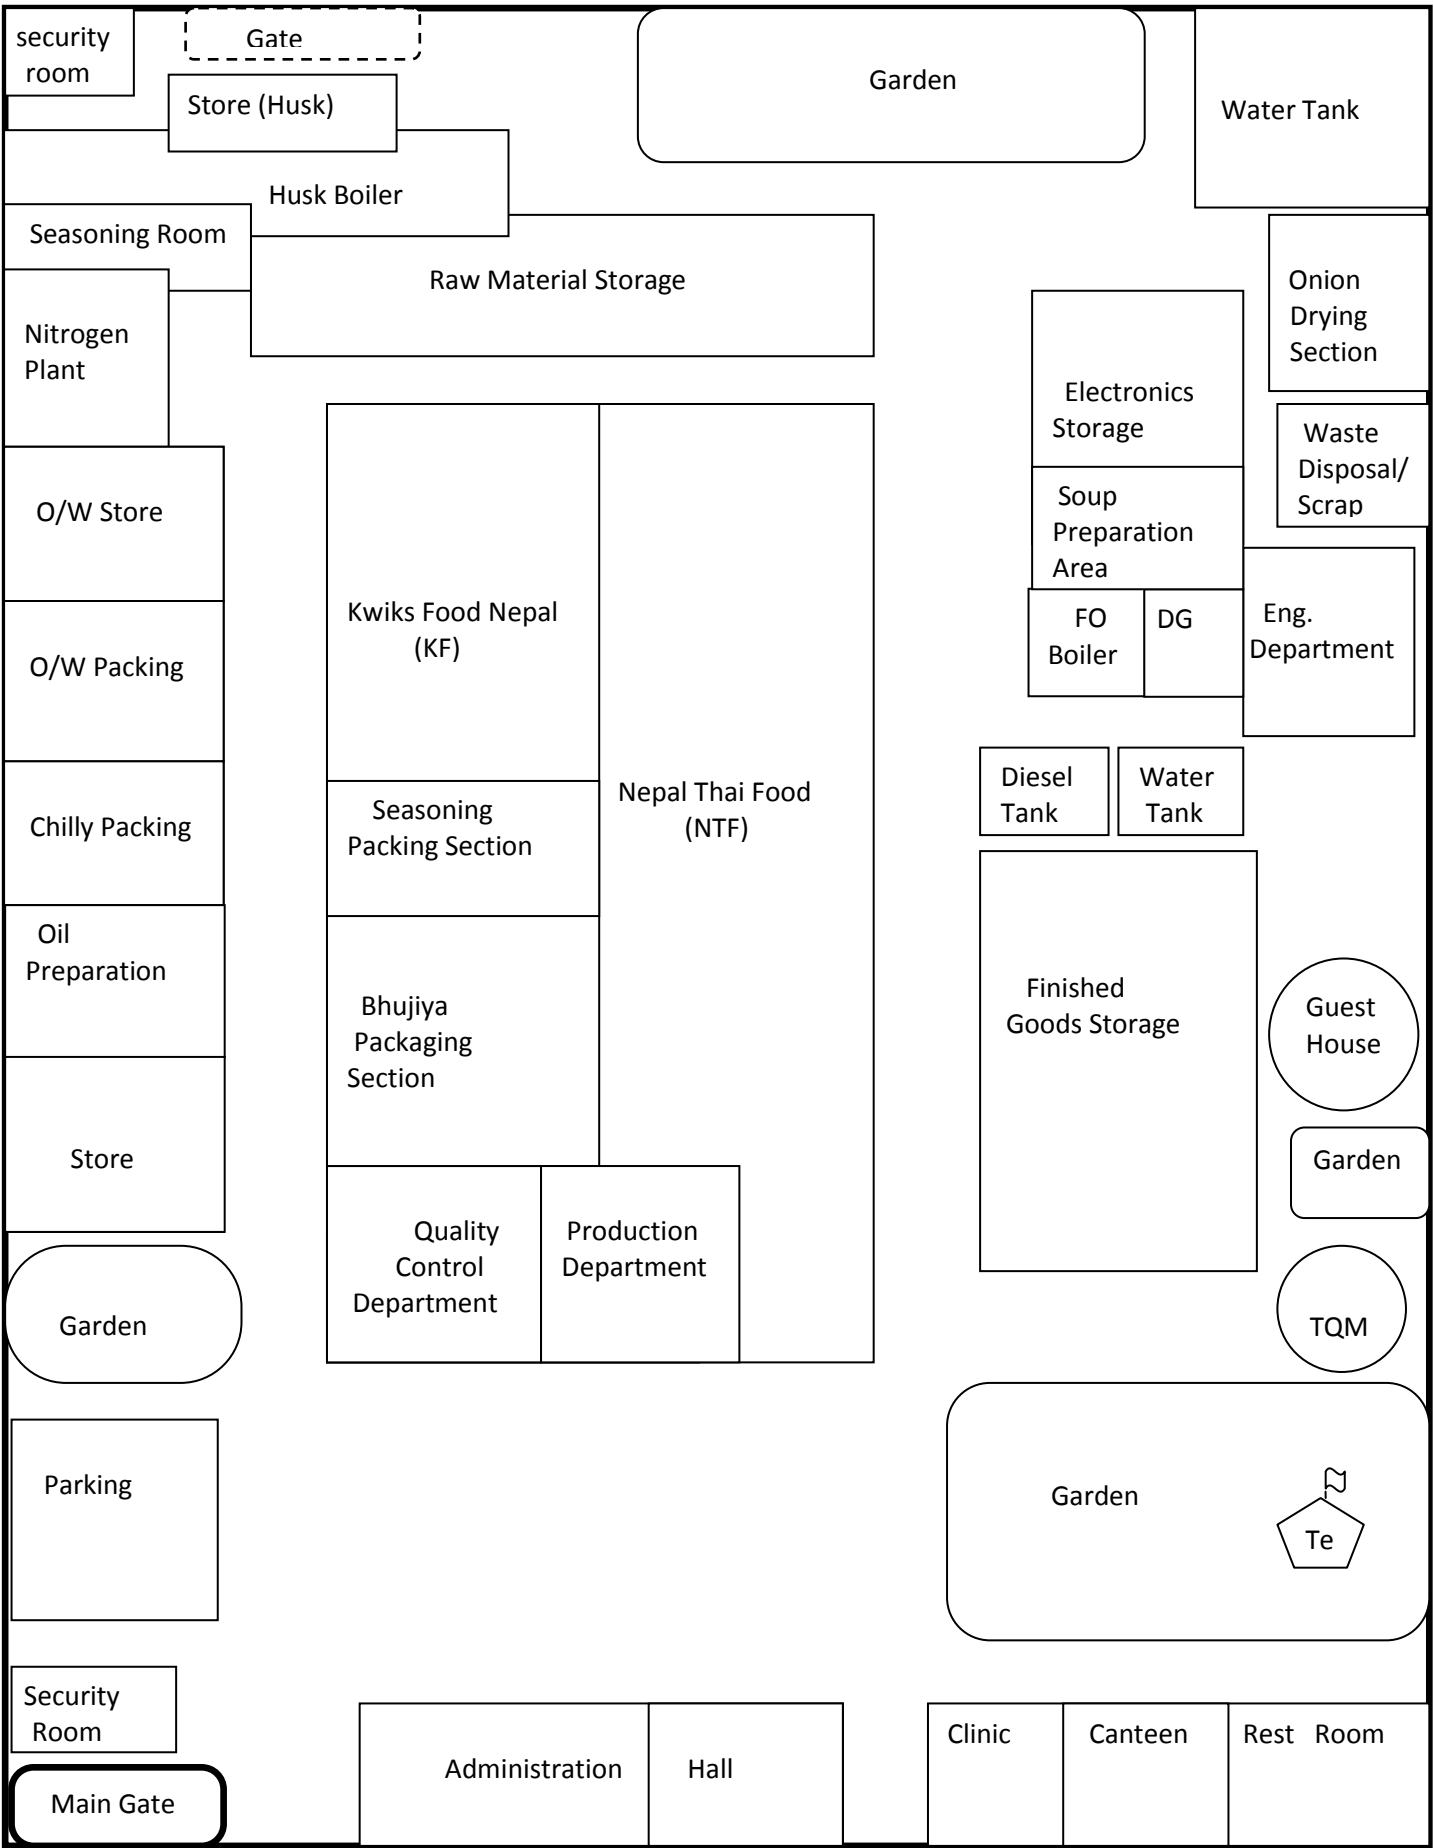 security
room
Gate
Garden
Water Tank
Store (Husk)
Husk Boiler
Seasoning Room
Raw Material Storage
Onion
Drying
Section
Nitrogen
Plant
Electronics
Storage
Waste
Disposal/
Scrap
O/W Store
Soup
Preparation
Area
Kwiks Food Nepal
(KF)
FO
Boiler
DG
Eng.
Department
O/W Packing
Nepal Thai Food
(NTF)
Diesel
Tank
Water
Tank
Seasoning
Packing Section
Chilly Packing
Oil
Preparation
Bhujiya
Packaging
Section
Finished
Goods Storage
Guest
House
Store
Garden
Quality
Control
Department
Production
Department
Garden
TQM
Parking
Garden
Te
Security
Room
Administration
Hall
Clinic
Canteen
Rest Room
Main Gate